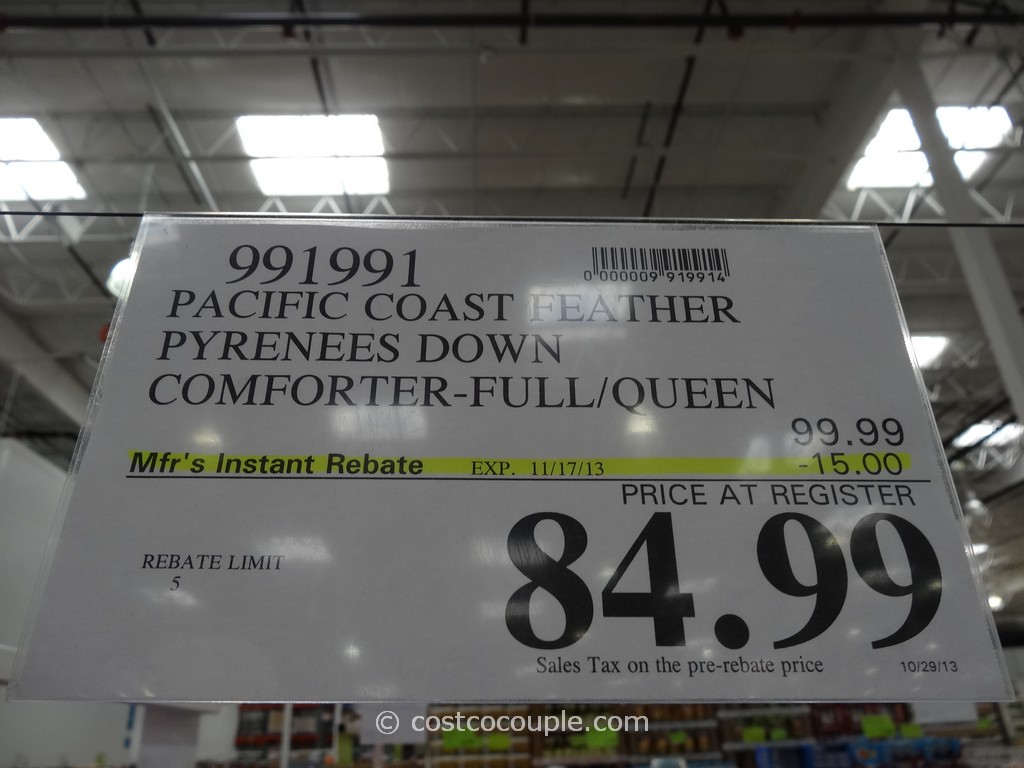 991991
0 000009 919914
PACIFIC COAST FEATHER
PYRENEES DOWN
COMFORTER-FULL/QUEEN
99.99
Mfr's Instant Rebate EXP. 11/17/13 -15.00
PRICE AT REGISTER
84.99
REBATE LIMIT
5
Sales Tax on the pre-rebate price 10/29/13
© costcocouple.com